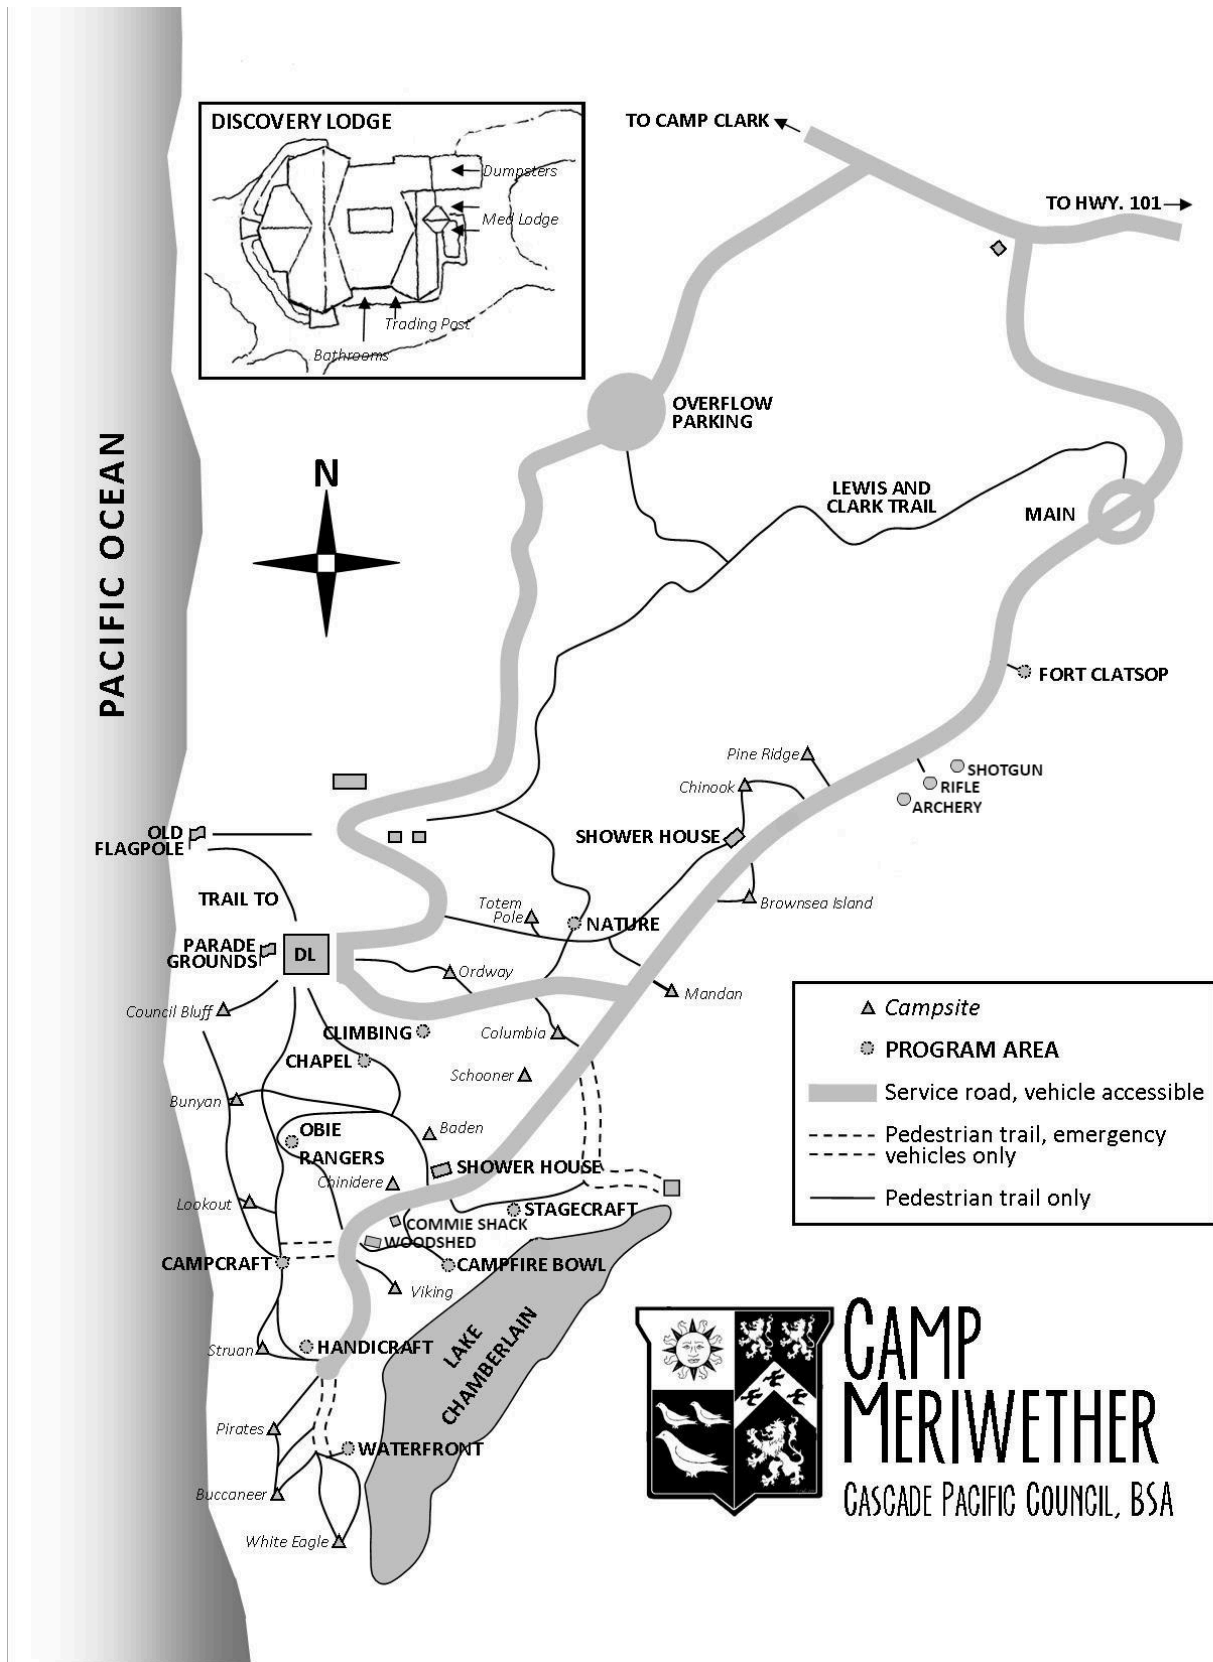 DISCOVERY LODGE
Dumpsters
Med Lodge
Trading Post
Bathrooms
TO CAMP CLARK
TO HWY. 101
OVERFLOW
PARKING
PACIFIC OCEAN
N
LEWIS AND
CLARK TRAIL
MAIN
FORT CLATSOP
Pine Ridge
Chinook
SHOTGUN
RIFLE
ARCHERY
OLD
FLAGPOLE
SHOWER HOUSE
TRAIL TO
Totem
Pole
NATURE
Brownsea Island
PARADE
GROUNDS
DL
Ordway
Mandan
Council Bluff
CLIMBING
Columbia
CHAPEL
Schooner
Bunyan
OBIE
RANGERS
Baden
SHOWER HOUSE
Chinidere
Lookout
STAGECRAFT
COMMIE SHACK
WOODSHED
CAMPCRAFT
CAMPFIRE BOWL
Viking
LAKE
CHAMBERLAIN
Struan
HANDICRAFT
Pirates
WATERFRONT
Buccaneer
White Eagle
Campsite
PROGRAM AREA
Service road, vehicle accessible
Pedestrian trail, emergency
vehicles only
Pedestrian trail only
CAMP
MERIWETHER
CASCADE PACIFIC COUNCIL, BSA